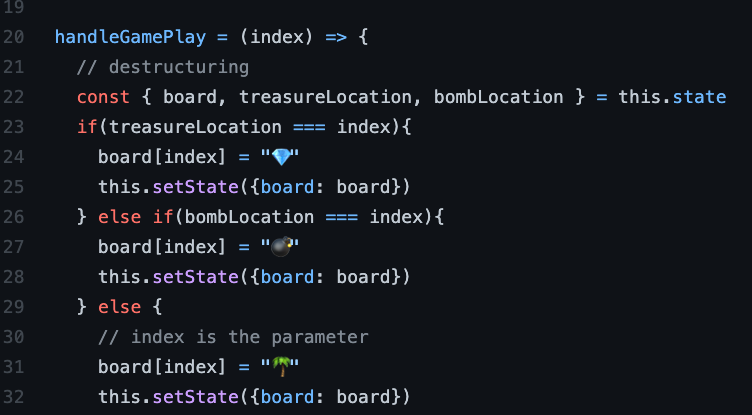 19
20 handleGamePlay = (index) => {
21 // destructuring
22 const { board, treasureLocation, bombLocation } = this.state
23 if(treasureLocation === index){
24 board[index] = "💎"
25 this.setState({board: board})
26 } else if(bombLocation === index){
27 board[index] = "💣"
28 this.setState({board: board})
29 } else {
30 // index is the parameter
31 board[index] = "🌴"
32 this.setState({board: board})